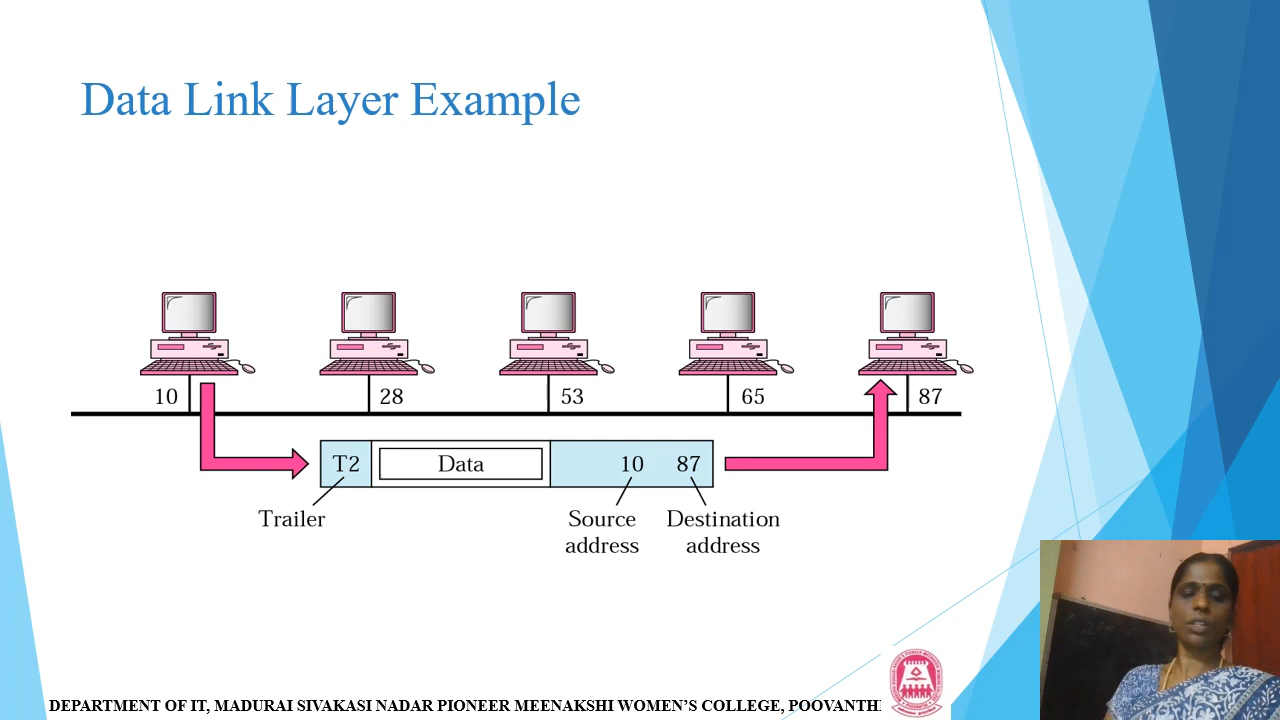 Data Link Layer Example
10 28 53 65 87
T2 Data 10 87
Trailer Source address Destination address
DEPARTMENT OF IT, MADURAI SIVAKASI NADAR PIONEER MEENAKSHI WOMEN’S COLLEGE, POOVANTHI